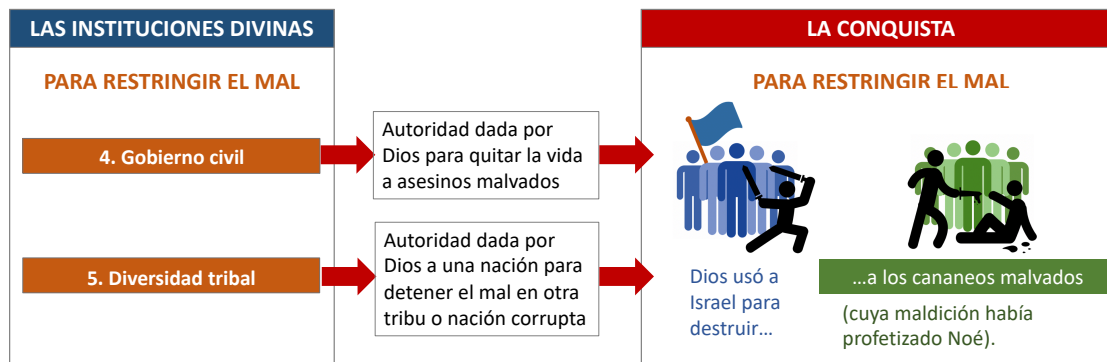 LAS INSTITUCIONES DIVINAS
PARA RESTRINGIR EL MAL
4. Gobierno civil
5. Diversidad tribal
Autoridad dada por
Dios para quitar la vida
a asesinos malvados
Autoridad dada por
Dios a una nación para
detener el mal en otra
tribu o nación corrupta
LA CONQUISTA
PARA RESTRINGIR EL MAL
Dios usó a
Israel para
destruir…
…a los cananeos malvados
(cuya maldición había
profetizado Noé).